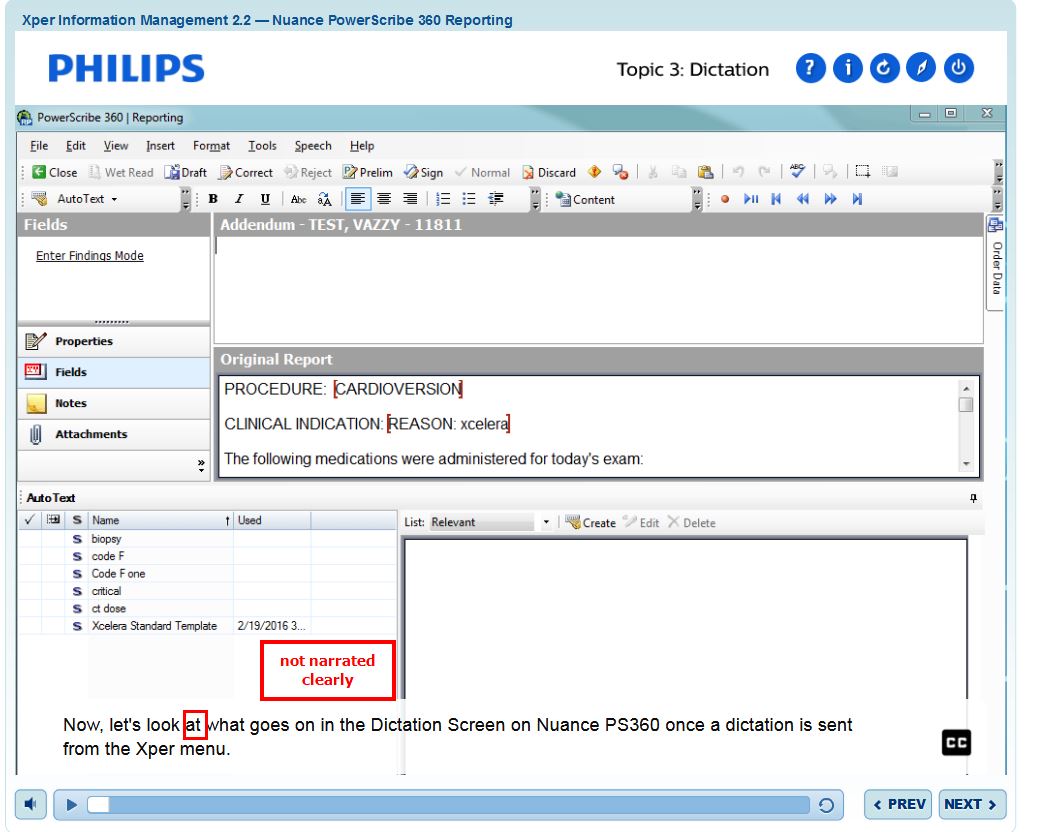 Xper Information Management 2.2 — Nuance PowerScribe 360 Reporting
PHILIPS
Topic 3: Dictation
? i
PowerScribe 360 | Reporting
File Edit View Insert Format Tools Speech Help
Close Wet Read Draft Correct Reject Prelim Sign Normal Discard ABC
AutoText B I U Abc Content
Fields
Addendum - TEST, VAZZY - 11811
Enter Findings Mode
Order Data
Properties
Fields
Notes
Attachments
»
Original Report
PROCEDURE: [CARDIOVERSION]
CLINICAL INDICATION: [REASON: xcelera]
The following medications were administered for today's exam:
AutoText
✓ S Name ↑ Used
S biopsy
S code F
S Code F one
S critical
S ct dose
S Xcelera Standard Template 2/19/2016 3...
List: Relevant Create Edit Delete
not narrated
clearly
Now, let's look at what goes on in the Dictation Screen on Nuance PS360 once a dictation is sent
from the Xper menu.
CC
< PREV NEXT >